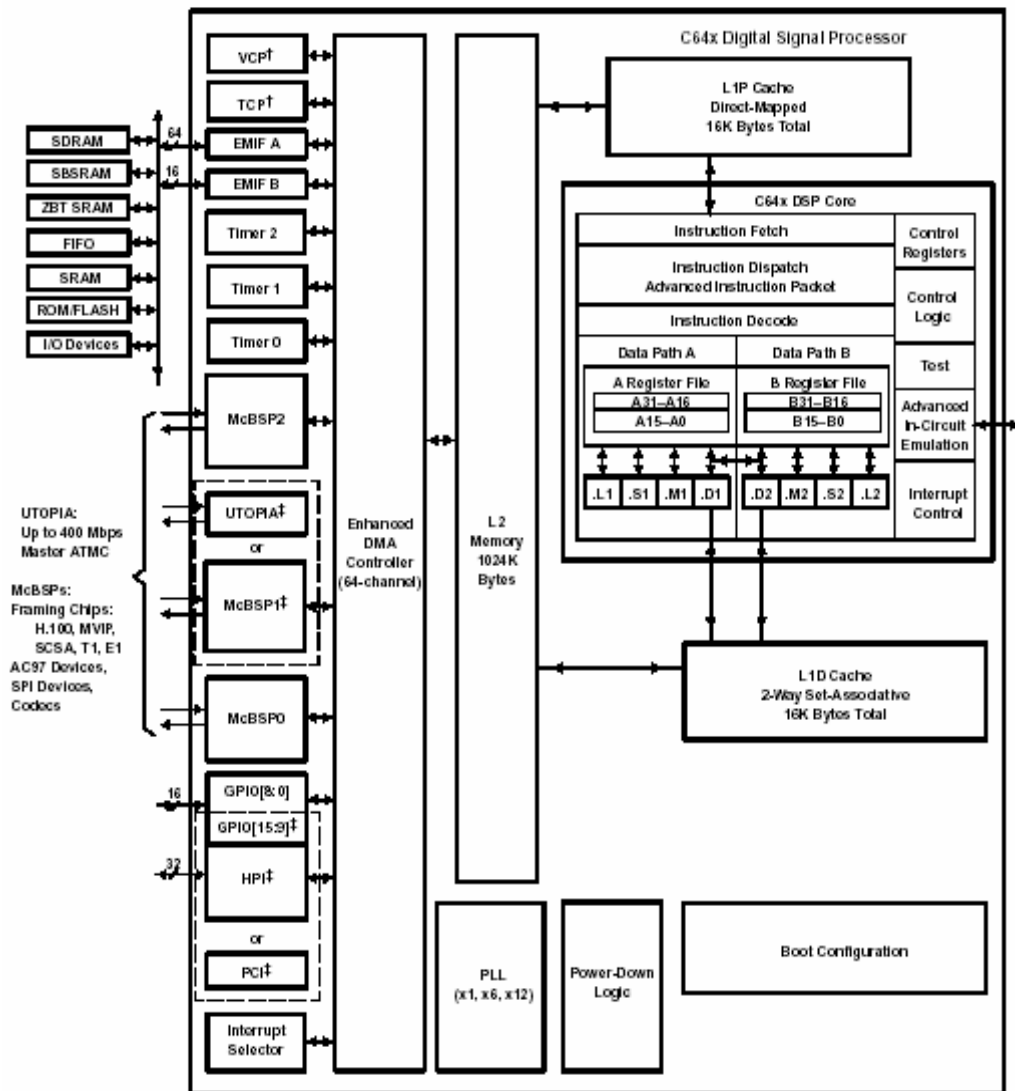 C64x Digital Signal Processor
VCP†
TCP†
EMIF A
EMIF B
Timer 2
Timer 1
Timer 0
McBSP2
UTOPIA‡
or
McBSP1‡
McBSP0
GPIO[8:0]
GPIO[15:9]‡
HPI‡
or
PCI‡
Interrupt
Selector
64
16
16
32
SDRAM
SBSRAM
ZBT SRAM
FIFO
SRAM
ROM/FLASH
I/O Devices
UTOPIA:
Up to 400 Mbps
Master ATMC
McBSPs:
Framing Chips:
H.100, MVIP,
SCSA, T1, E1
AC97 Devices,
SPI Devices,
Codecs
Enhanced
DMA
Controller
(64-channel)
L2
Memory
1024K
Bytes
L1P Cache
Direct-Mapped
16K Bytes Total
C64x DSP Core
Instruction Fetch
Instruction Dispatch
Advanced Instruction Packet
Instruction Decode
Data Path A
Data Path B
A Register File
A31–A16
A15–A0
B Register File
B31–B16
B15–B0
.L1 .S1 .M1 .D1
.D2 .M2 .S2 .L2
Control
Registers
Control
Logic
Test
Advanced
In-Circuit
Emulation
Interrupt
Control
L1D Cache
2-Way Set-Associative
16K Bytes Total
PLL
(x1, x6, x12)
Power-Down
Logic
Boot Configuration